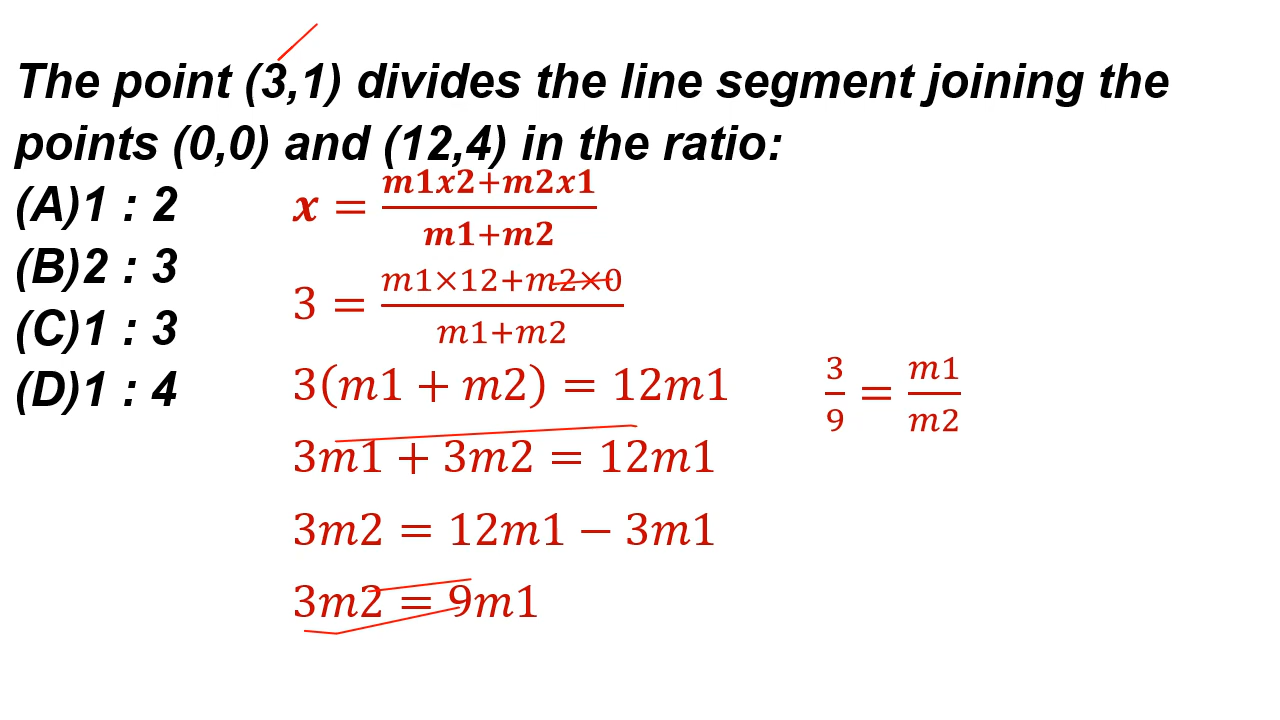 The point (3,1) divides the line segment joining the
points (0,0) and (12,4) in the ratio:
(A)1 : 2
(B)2 : 3
(C)1 : 3
(D)1 : 4
x = m1x2+m2x1 / m1+m2
3 = m1×12+m2×0 / m1+m2
3(m1 + m2) = 12m1
3m1 + 3m2 = 12m1
3m2 = 12m1 − 3m1
3m2 = 9m1
3/9 = m1/m2